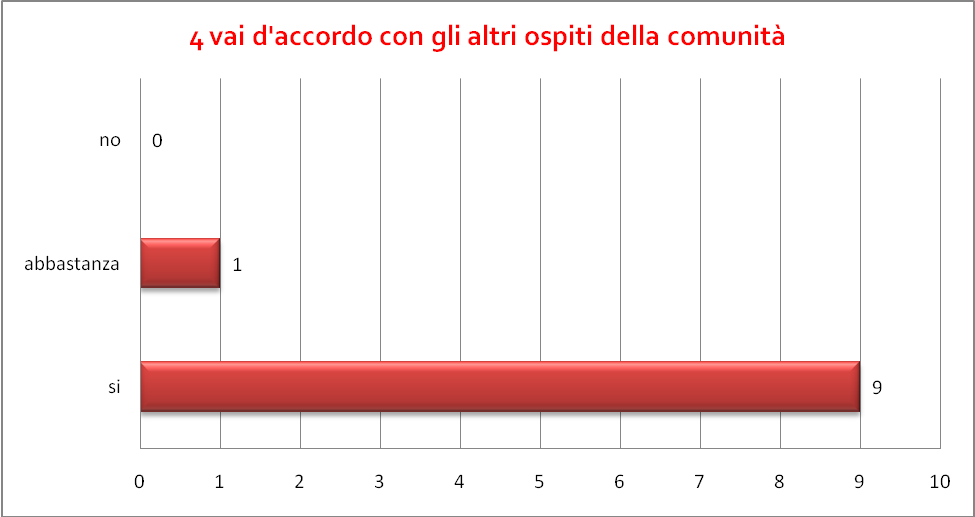 4 vai d'accordo con gli altri ospiti della comunità
no 0
abbastanza 1
si 9
0 1 2 3 4 5 6 7 8 9 10